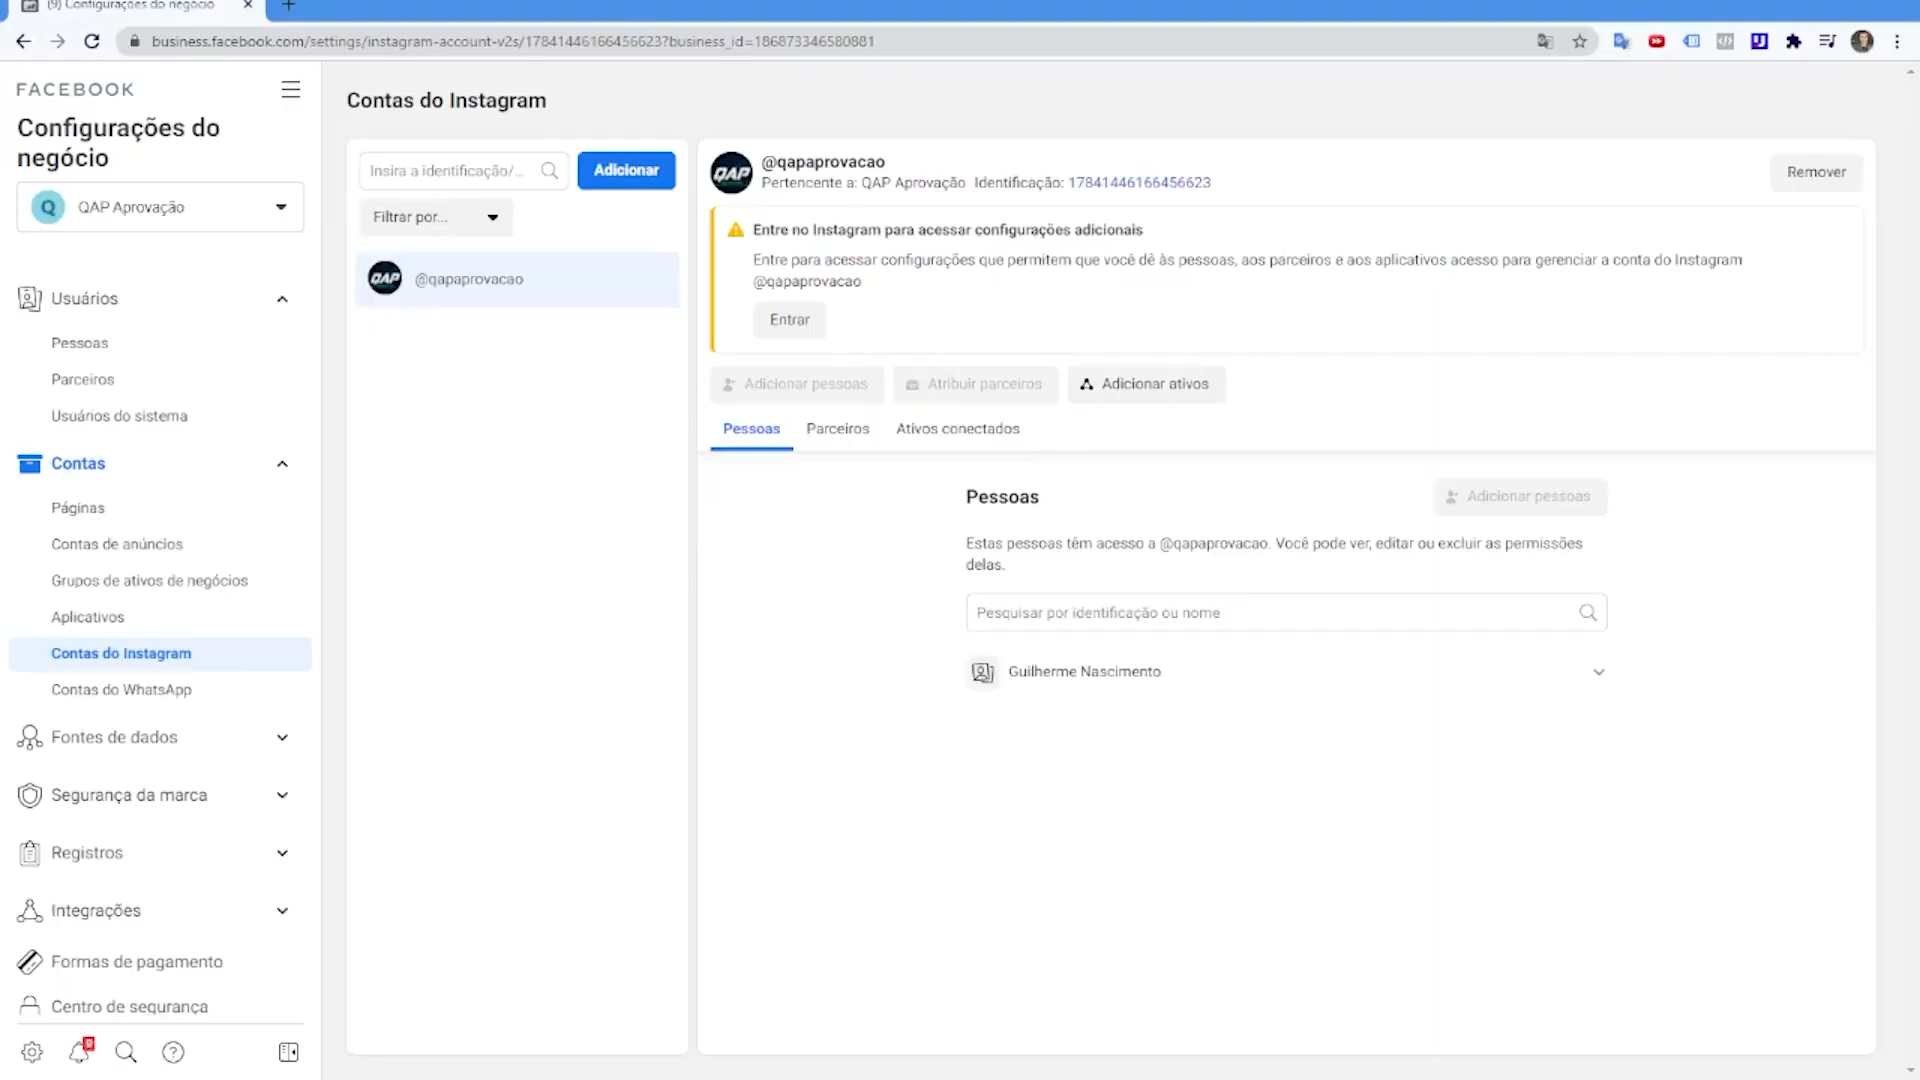 (9) Configurações do negócio
business.facebook.com/settings/instagram-account-v2s/17841446166456623?business_id=186873346580881
FACEBOOK
Configurações do negócio
Q QAP Aprovação
Usuários
Pessoas
Parceiros
Usuários do sistema
Contas
Páginas
Contas de anúncios
Grupos de ativos de negócios
Aplicativos
Contas do Instagram
Contas do WhatsApp
Fontes de dados
Segurança da marca
Registros
Integrações
Formas de pagamento
Centro de segurança
Contas do Instagram
Insira a identificação/...
Adicionar
Filtrar por...
QAP @qapaprovacao
QAP @qapaprovacao
Pertencente a: QAP Aprovação Identificação: 17841446166456623
Remover
Entre no Instagram para acessar configurações adicionais
Entre para acessar configurações que permitem que você dê às pessoas, aos parceiros e aos aplicativos acesso para gerenciar a conta do Instagram
@qapaprovacao
Entrar
Adicionar pessoas
Atribuir parceiros
Adicionar ativos
Pessoas
Parceiros
Ativos conectados
Pessoas
Adicionar pessoas
Estas pessoas têm acesso a @qapaprovacao. Você pode ver, editar ou excluir as permissões
delas.
Pesquisar por identificação ou nome
Guilherme Nascimento